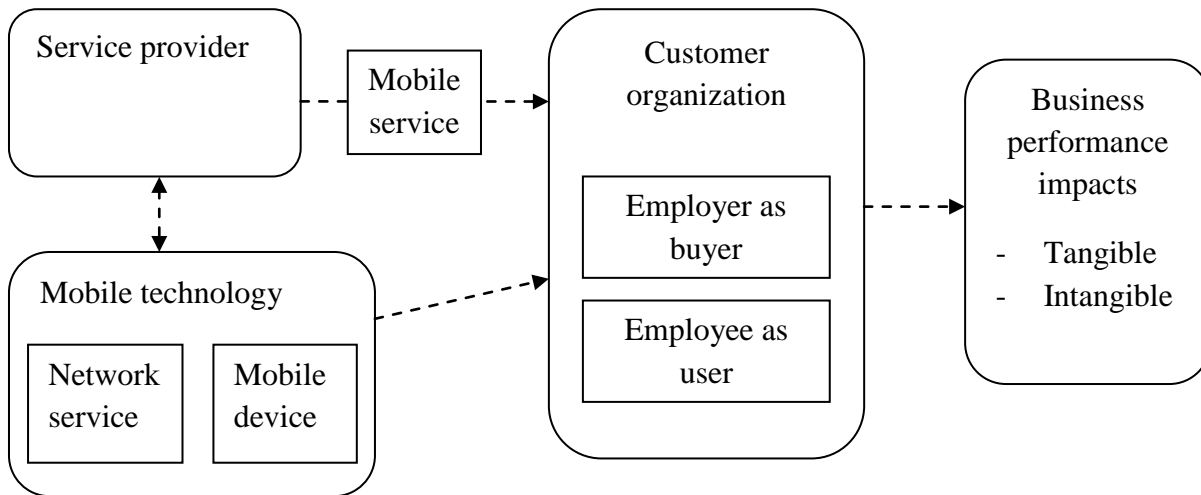 Service provider
Mobile
service
Mobile technology
Network
service
Mobile
device
Customer
organization
Employer as
buyer
Employee as
user
Business
performance
impacts
- Tangible
- Intangible